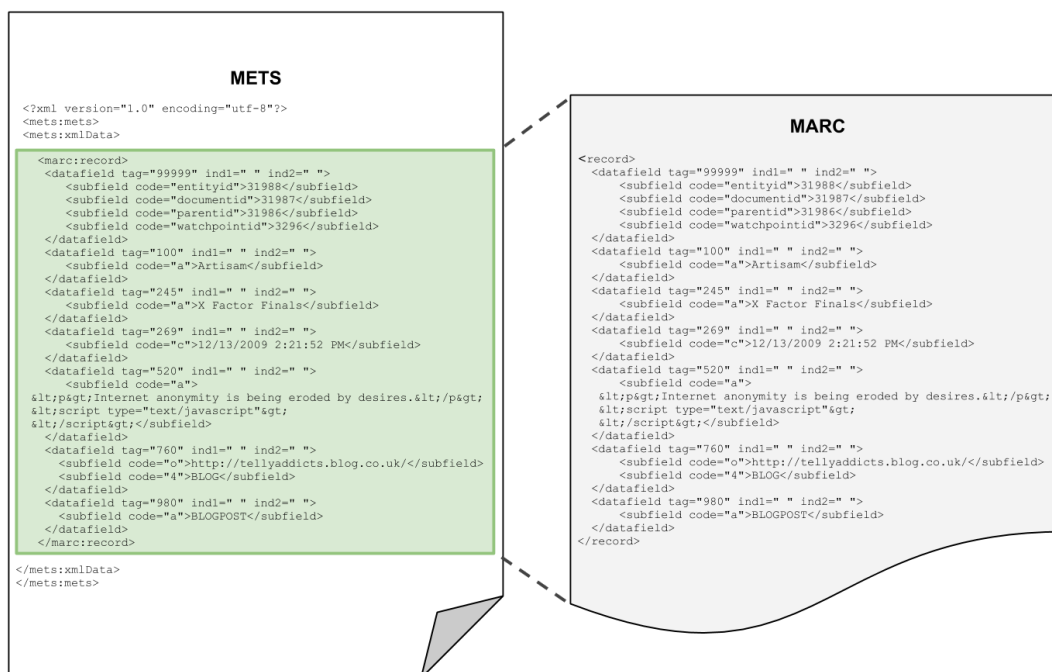 METS
<?xml version="1.0" encoding="utf-8"?>
<mets:mets>
<mets:xmlData>
<marc:record>
<datafield tag="99999" ind1=" " ind2=" ">
<subfield code="entityid">31988</subfield>
<subfield code="documentid">31987</subfield>
<subfield code="parentid">31986</subfield>
<subfield code="watchpointid">3296</subfield>
</datafield>
<datafield tag="100" ind1=" " ind2=" ">
<subfield code="a">Artisam</subfield>
</datafield>
<datafield tag="245" ind1=" " ind2=" ">
<subfield code="a">X Factor Finals</subfield>
</datafield>
<datafield tag="269" ind1=" " ind2=" ">
<subfield code="c">12/13/2009 2:21:52 PM</subfield>
</datafield>
<datafield tag="520" ind1=" " ind2=" ">
<subfield code="a">
&lt;p&gt;Internet anonymity is being eroded by desires.&lt;/p&gt;
&lt;script type="text/javascript"&gt;
&lt;/script&gt;</subfield>
</datafield>
<datafield tag="760" ind1=" " ind2=" ">
<subfield code="o">http://tellyaddicts.blog.co.uk/</subfield>
<subfield code="4">BLOG</subfield>
</datafield>
<datafield tag="980" ind1=" " ind2=" ">
<subfield code="a">BLOGPOST</subfield>
</datafield>
</marc:record>
</mets:xmlData>
</mets:mets>
MARC
<record>
<datafield tag="99999" ind1=" " ind2=" ">
<subfield code="entityid">31988</subfield>
<subfield code="documentid">31987</subfield>
<subfield code="parentid">31986</subfield>
<subfield code="watchpointid">3296</subfield>
</datafield>
<datafield tag="100" ind1=" " ind2=" ">
<subfield code="a">Artisam</subfield>
</datafield>
<datafield tag="245" ind1=" " ind2=" ">
<subfield code="a">X Factor Finals</subfield>
</datafield>
<datafield tag="269" ind1=" " ind2=" ">
<subfield code="c">12/13/2009 2:21:52 PM</subfield>
</datafield>
<datafield tag="520" ind1=" " ind2=" ">
<subfield code="a">
&lt;p&gt;Internet anonymity is being eroded by desires.&lt;/p&gt;
&lt;script type="text/javascript"&gt;
&lt;/script&gt;</subfield>
</datafield>
<datafield tag="760" ind1=" " ind2=" ">
<subfield code="o">http://tellyaddicts.blog.co.uk/</subfield>
<subfield code="4">BLOG</subfield>
</datafield>
<datafield tag="980" ind1=" " ind2=" ">
<subfield code="a">BLOGPOST</subfield>
</datafield>
</record>